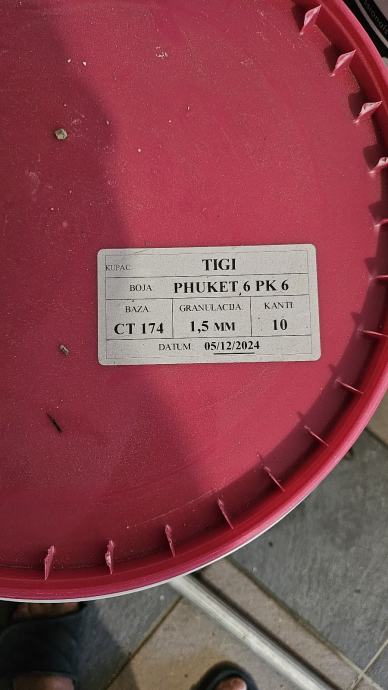 KUPAC: TIGI
BOJA PHUKET 6 PK 6
BAZA GRANULACIJA KANTI
CT 174 1,5 MM 10
DATUM 05/12/2024